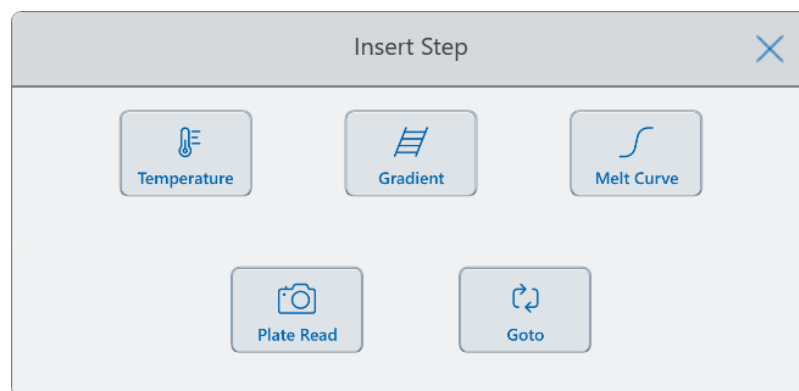 Insert Step
Temperature
Gradient
Melt Curve
Plate Read
Goto